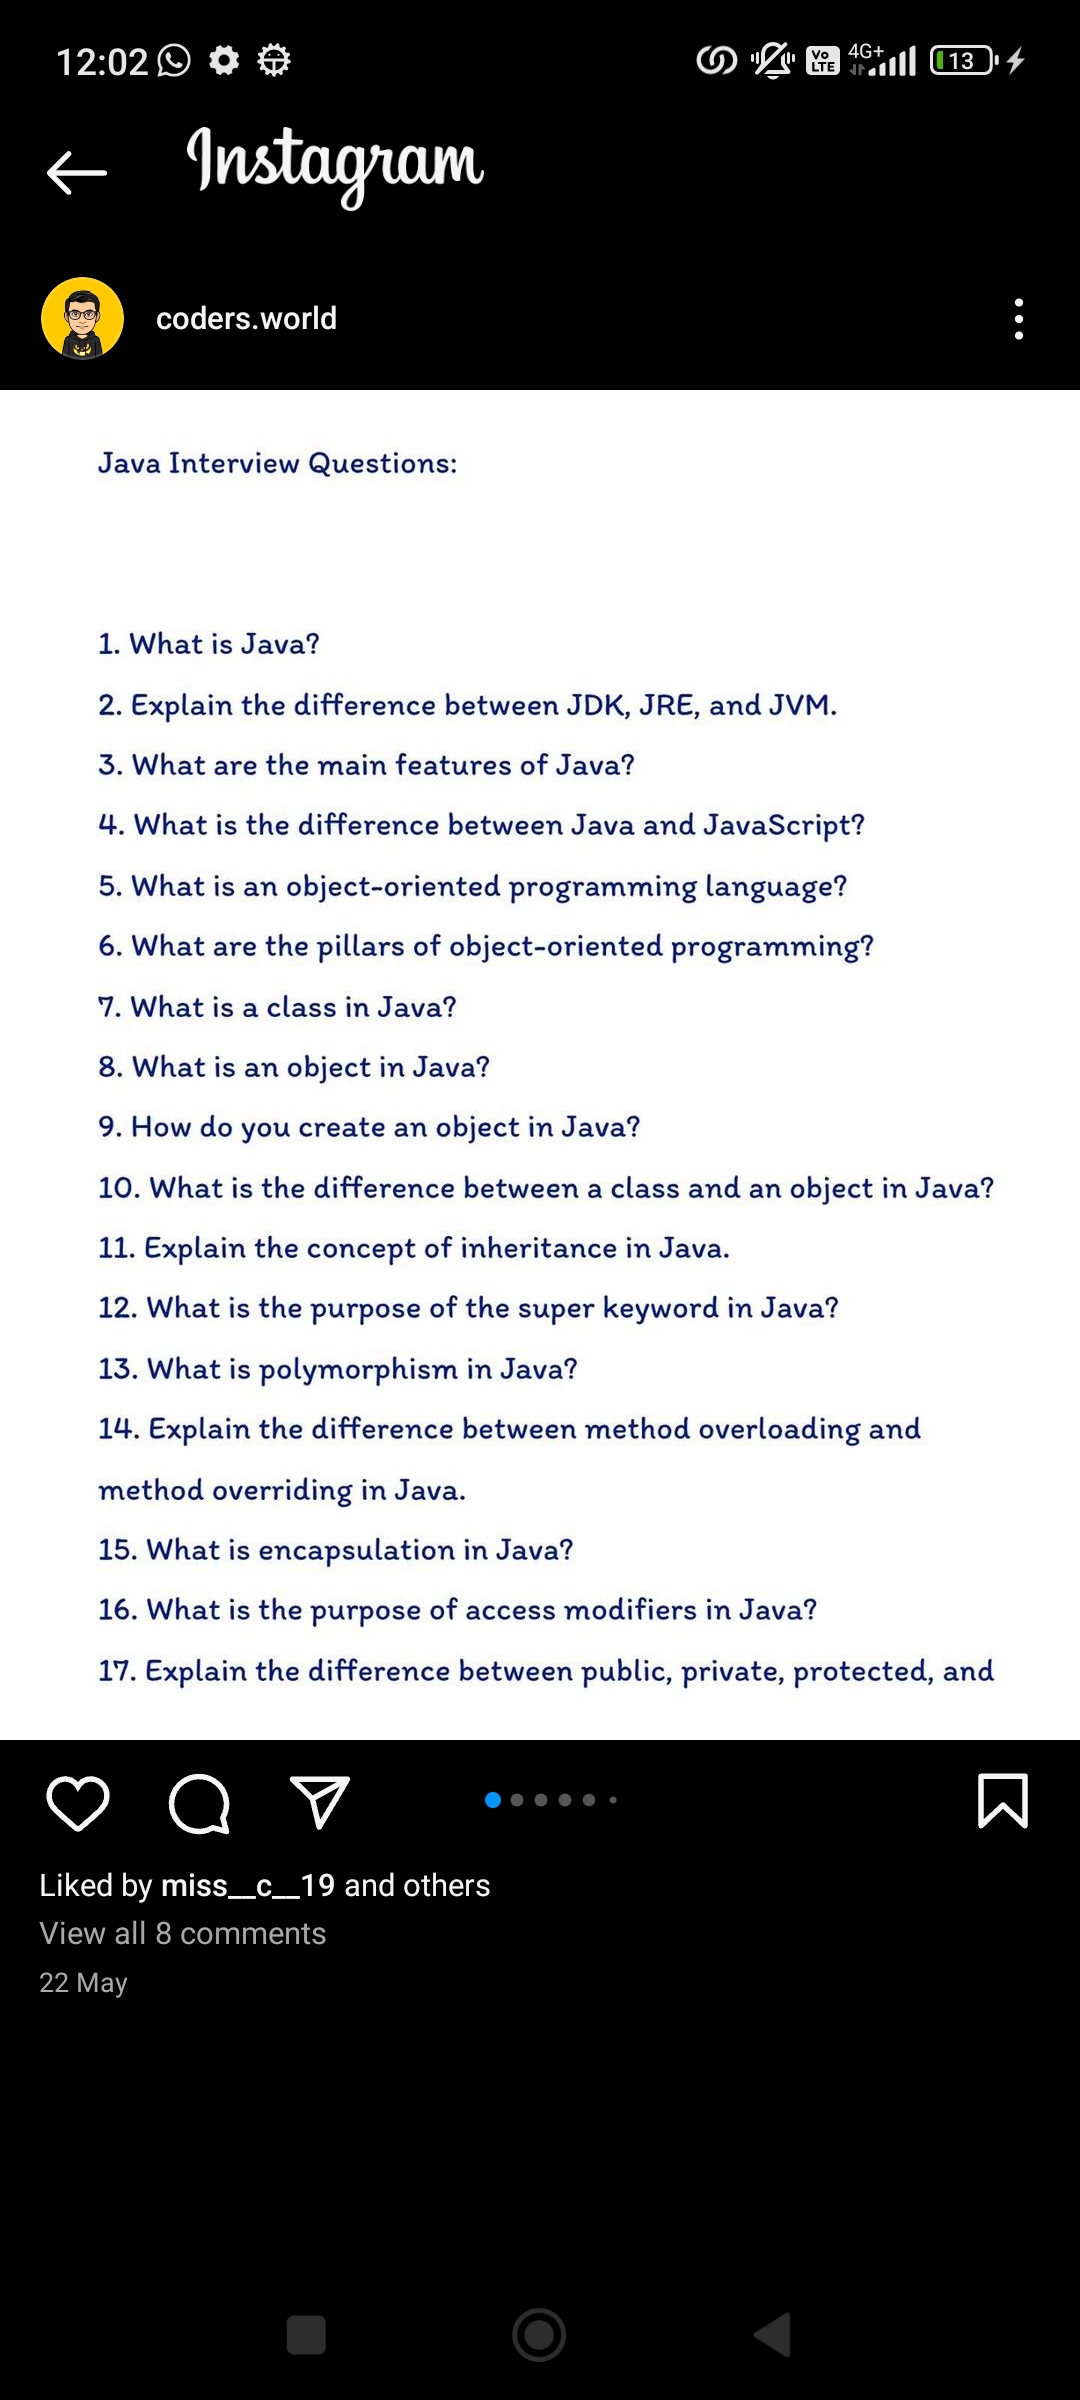 12:02
Vo LTE 4G+ 13
Instagram
coders.world
Java Interview Questions:
1. What is Java?
2. Explain the difference between JDK, JRE, and JVM.
3. What are the main features of Java?
4. What is the difference between Java and JavaScript?
5. What is an object-oriented programming language?
6. What are the pillars of object-oriented programming?
7. What is a class in Java?
8. What is an object in Java?
9. How do you create an object in Java?
10. What is the difference between a class and an object in Java?
11. Explain the concept of inheritance in Java.
12. What is the purpose of the super keyword in Java?
13. What is polymorphism in Java?
14. Explain the difference between method overloading and
method overriding in Java.
15. What is encapsulation in Java?
16. What is the purpose of access modifiers in Java?
17. Explain the difference between public, private, protected, and
Liked by miss__c__19 and others
View all 8 comments
22 May